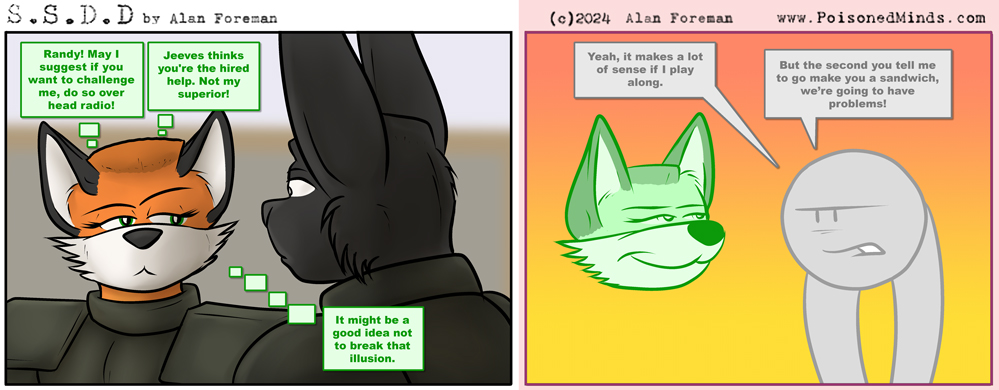 S.S.D.D by Alan Foreman
(c)2024 Alan Foreman www.PoisonedMinds.com
Randy! May I
suggest if you
want to challenge
me, do so over
head radio!
Jeeves thinks
you're the hired
help. Not my
superior!
It might be a
good idea not
to break that
illusion.
Yeah, it makes a lot
of sense if I play
along.
But the second you tell me
to go make you a sandwich,
we're going to have
problems!